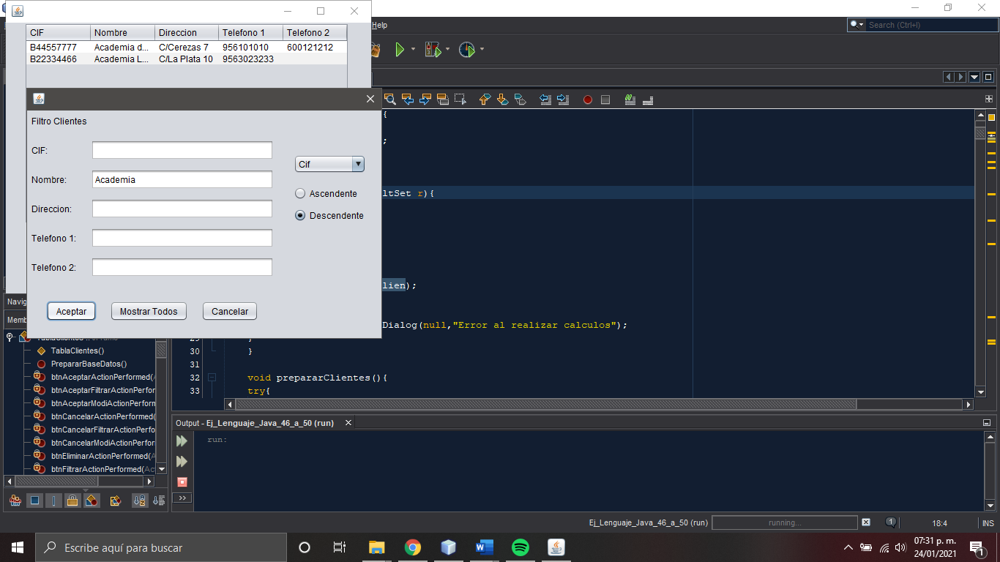 Help
Search (Ctrl+I)
CIF Nombre Direccion Telefono 1 Telefono 2
B44557777 Academia d... C/Cerezas 7 956101010 600121212
B22334466 Academia L... C/La Plata 10 9563023233
Filtro Clientes
CIF:
Cif
Nombre: Academia
Ascendente
Direccion:
Descendente
Telefono 1:
Telefono 2:
Aceptar Mostrar Todos Cancelar
{
;
ltSet r){
lien);
Dialog(null,"Error al realizar calculos");
29 }
30 }
31
32 void prepararClientes(){
33 try{
Navig
Memb
TablaClientes :: JFrame
TablaClientes()
PrepararBaseDatos()
btnAceptarActionPerformed(A
btnAceptarFiltrarActionPerfor
btnAceptarModiActionPerform
btnCancelarActionPerformed(
btnCancelarFiltrarActionPerfo
btnCancelarModiActionPerfor
btnEliminarActionPerformed(A
btnFiltrarActionPerformed(Ac
Output - Ej_Lenguaje_Java_46_a_50 (run)
run:
>>
Ej_Lenguaje_Java_46_a_50 (run) running... 1 18:4 INS
Escribe aquí para buscar
07:31 p. m.
24/01/2021
1